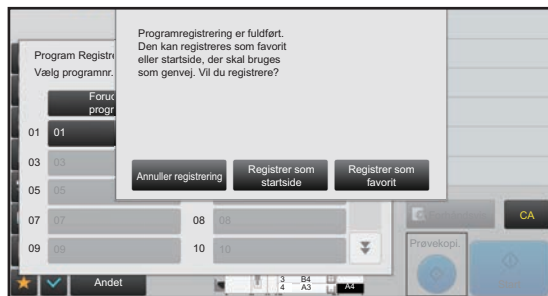 Programregistrering er fuldført.
Den kan registreres som favorit
eller startside, der skal bruges
som genvej. Vil du registrere?
Annuller registrering
Registrer som
startside
Registrer som
favorit
Program Registre
Vælg programnr.
Forud
progr
01 01
03 03
05 05
07 07 08 08
09 09 10 10
CA
Prøvekopi.
Start
Andet
3 B4
4 A3
A4